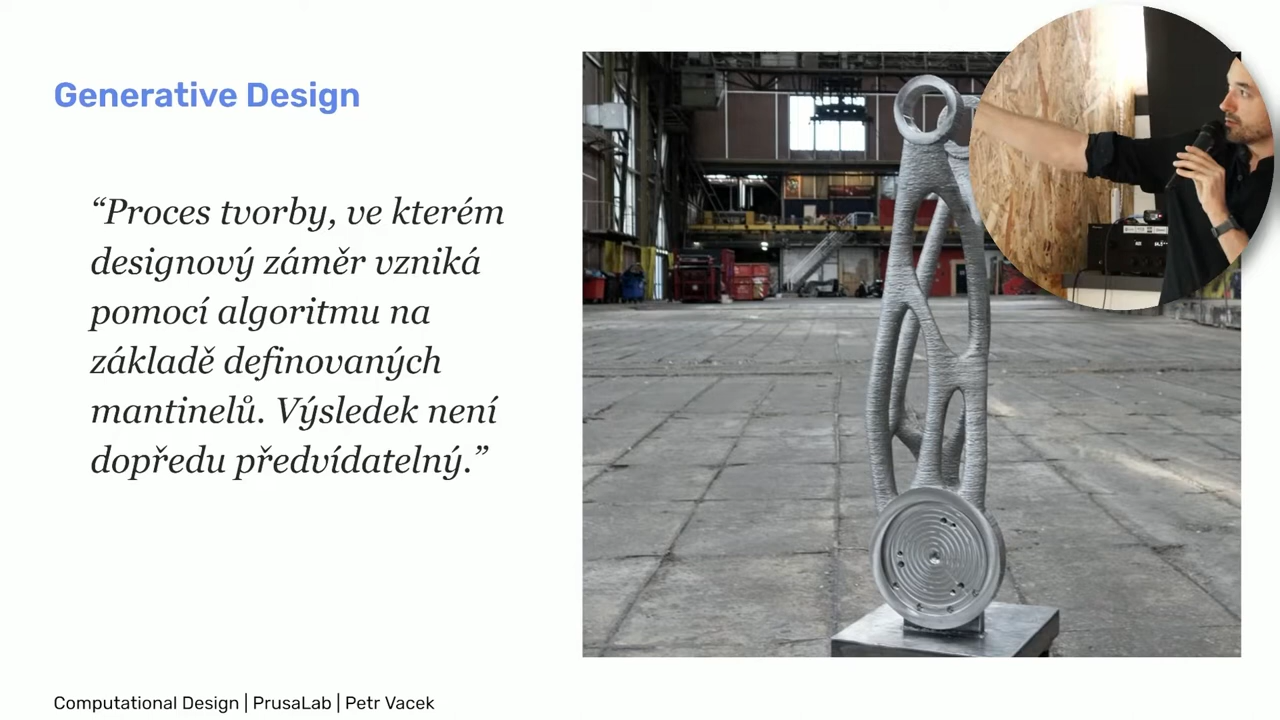 Generative Design
“Proces tvorby, ve kterém
designový záměr vzniká
pomocí algoritmu na
základě definovaných
mantinelů. Výsledek není
dopředu předvídatelný.”
Computational Design | PrusaLab | Petr Vacek